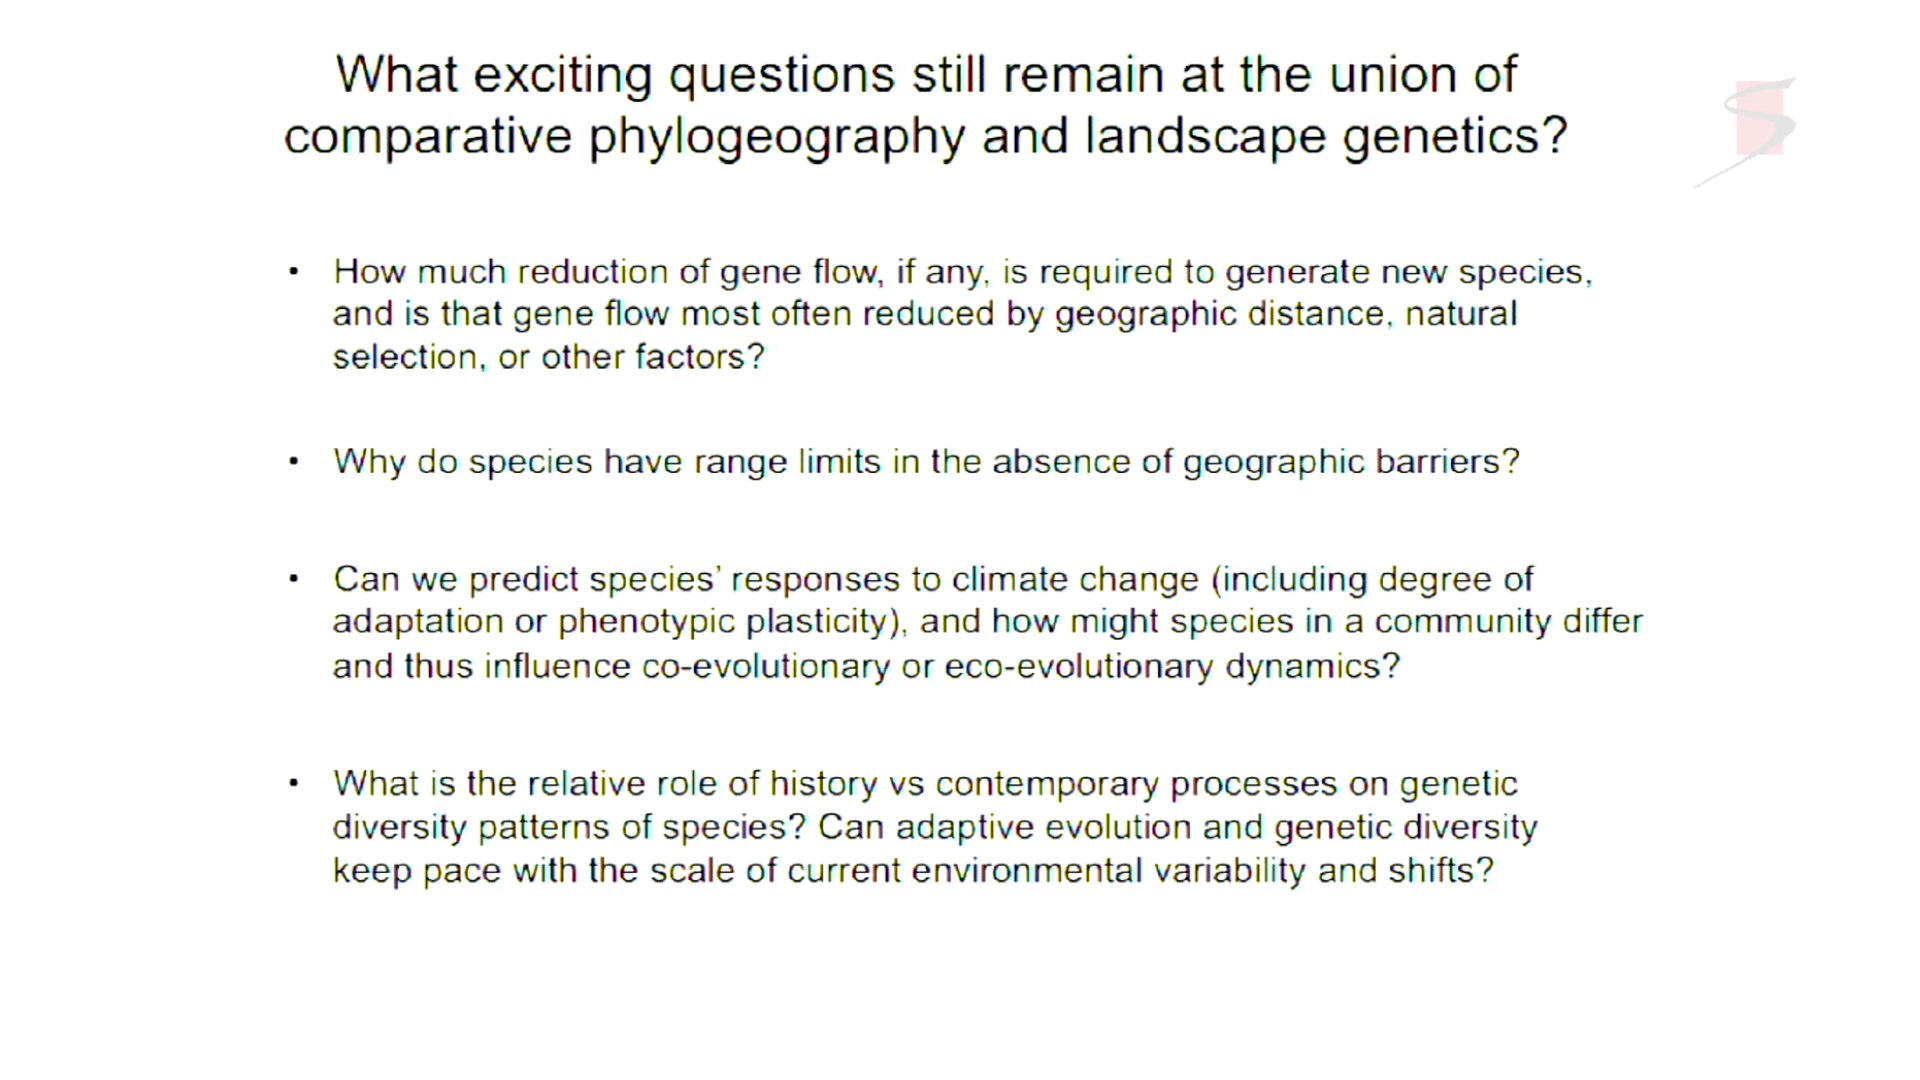 What exciting questions still remain at the union of
comparative phylogeography and landscape genetics?
• How much reduction of gene flow, if any, is required to generate new species,
and is that gene flow most often reduced by geographic distance, natural
selection, or other factors?
• Why do species have range limits in the absence of geographic barriers?
• Can we predict species’ responses to climate change (including degree of
adaptation or phenotypic plasticity), and how might species in a community differ
and thus influence co-evolutionary or eco-evolutionary dynamics?
• What is the relative role of history vs contemporary processes on genetic
diversity patterns of species? Can adaptive evolution and genetic diversity
keep pace with the scale of current environmental variability and shifts?